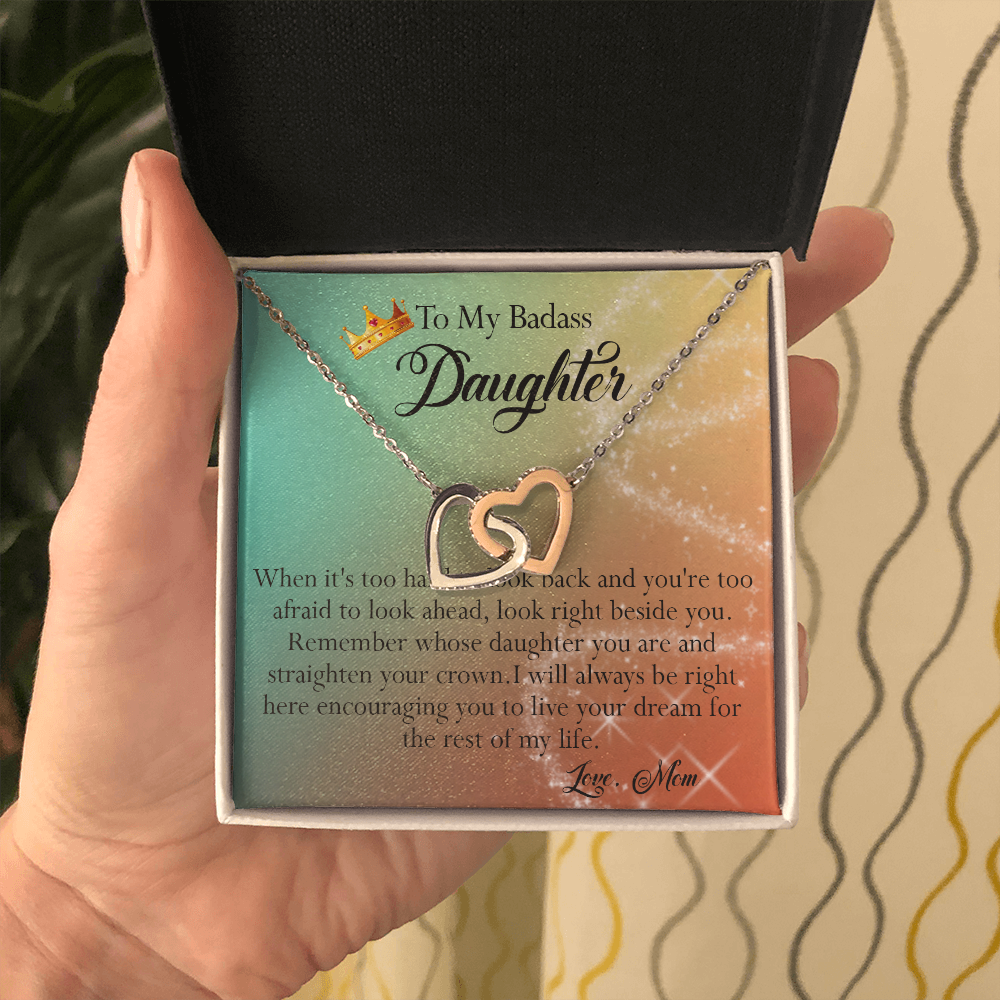 To My Badass
Daughter
When it's too back and you're too
afraid to look ahead, look right beside you.
Remember whose daughter you are and
straighten your crown.I will always be right
here encouraging you to live your dream for
the rest of my life.
Love, Mom